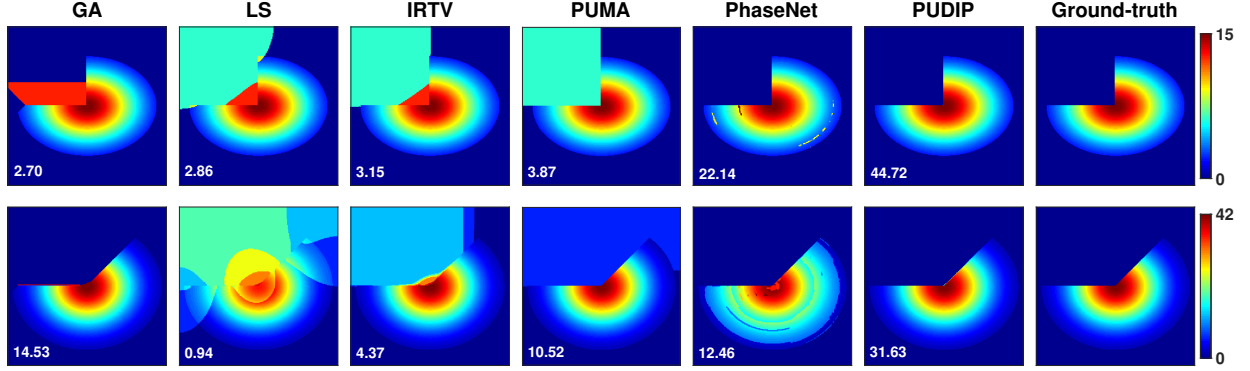 GA LS IRTV PUMA PhaseNet PUDIP Ground-truth
15
2.70 2.86 3.15 3.87 22.14 44.72
0
42
14.53 0.94 4.37 10.52 12.46 31.63
0